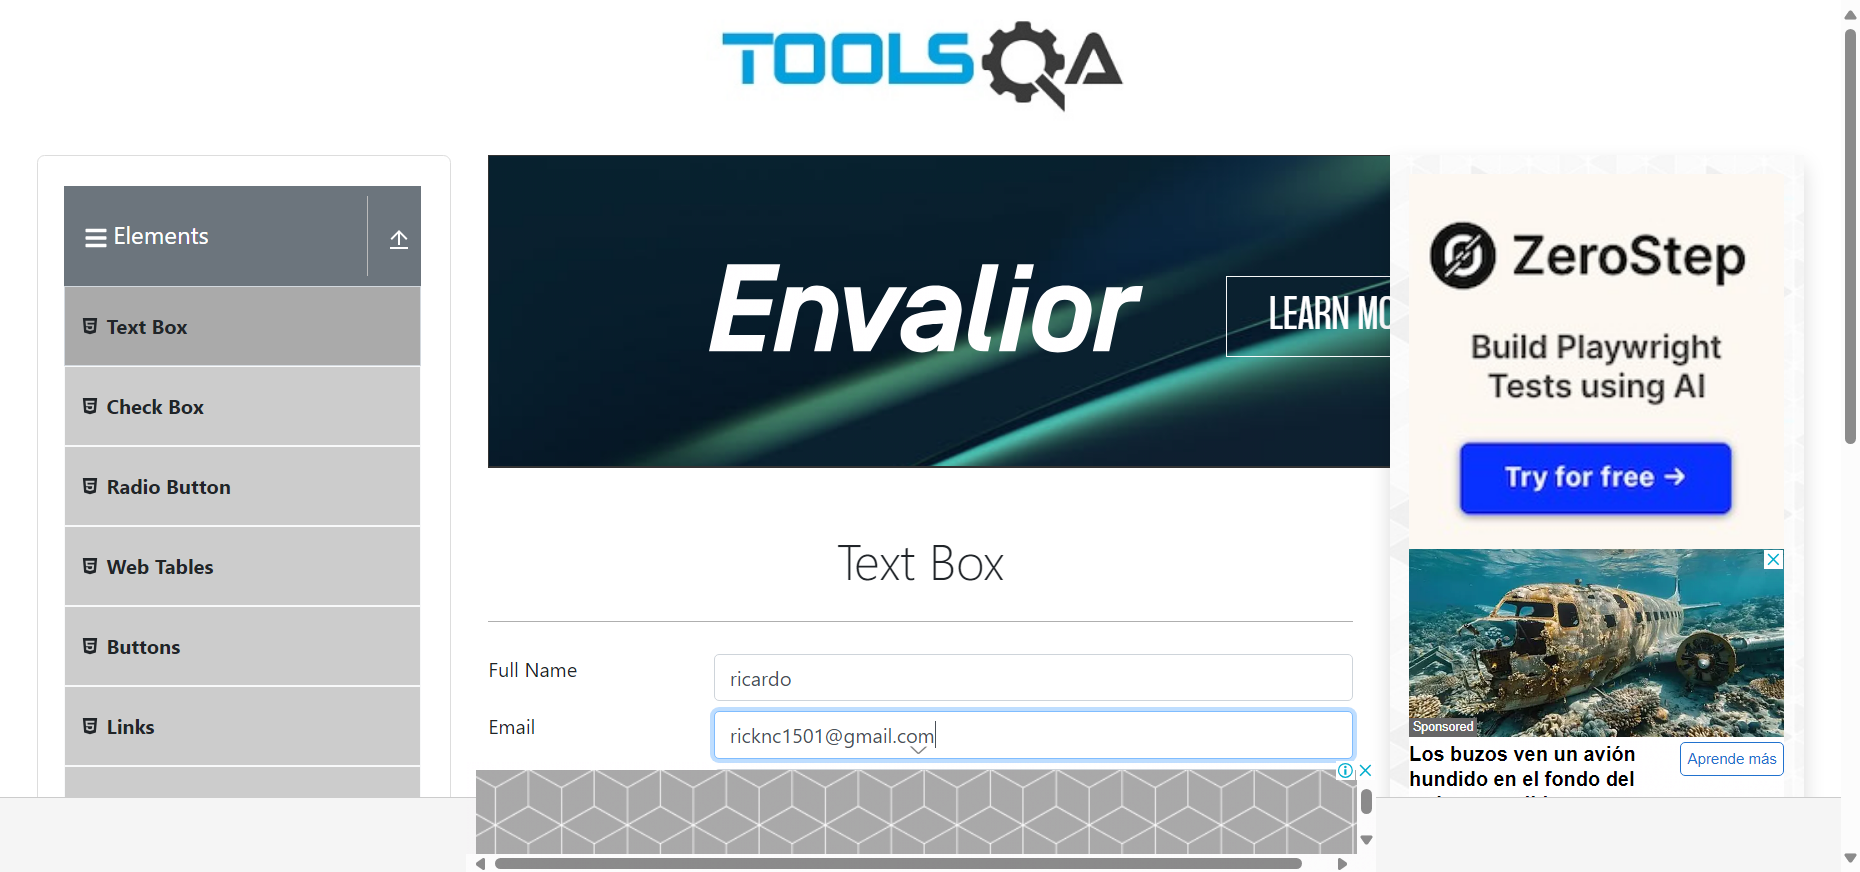 TOOLSQA
Elements
Text Box
Check Box
Radio Button
Web Tables
Buttons
Links
Envalior
LEARN MO
Text Box
Full Name
ricardo
Email
ricknc1501@gmail.com
ZeroStep
Build Playwright
Tests using AI
Try for free →
Sponsored
Los buzos ven un avión
hundido en el fondo del
Aprende más